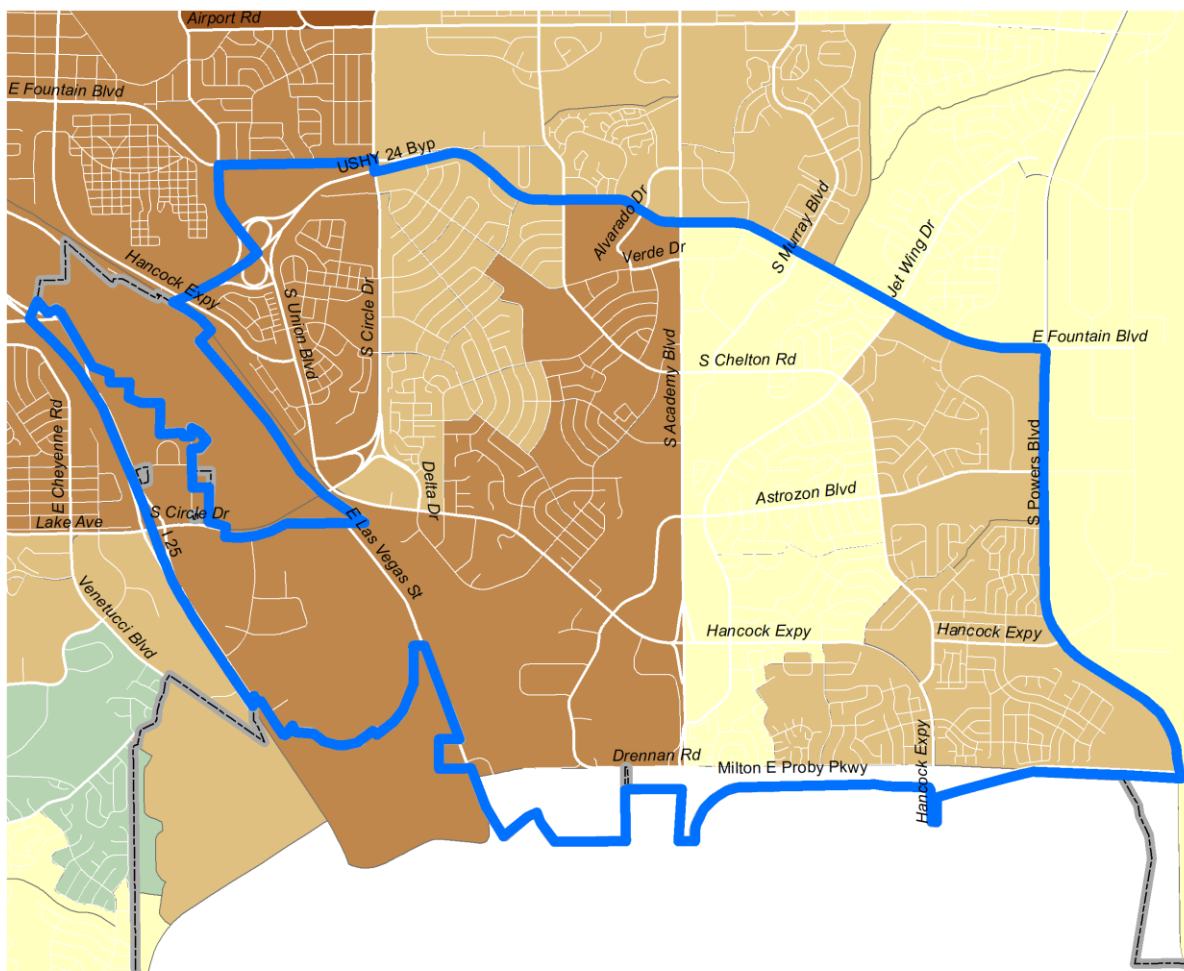 Airport Rd
E Fountain Blvd
USHY 24 Byp
Alvarado Dr
S Murray Blvd
Verde Dr
Jet Wing Dr
Hancock Expy
S Union Blvd
S Circle Dr
E Fountain Blvd
S Chelton Rd
S Academy Blvd
E Cheyenne Rd
Delta Dr
Astrozon Blvd
S Powers Blvd
S Circle Dr
Lake Ave
I 25
E Las Vegas St
Venetucci Blvd
Hancock Expy
Hancock Expy
Drennan Rd
Milton E Proby Pkwy
Hancock Expy